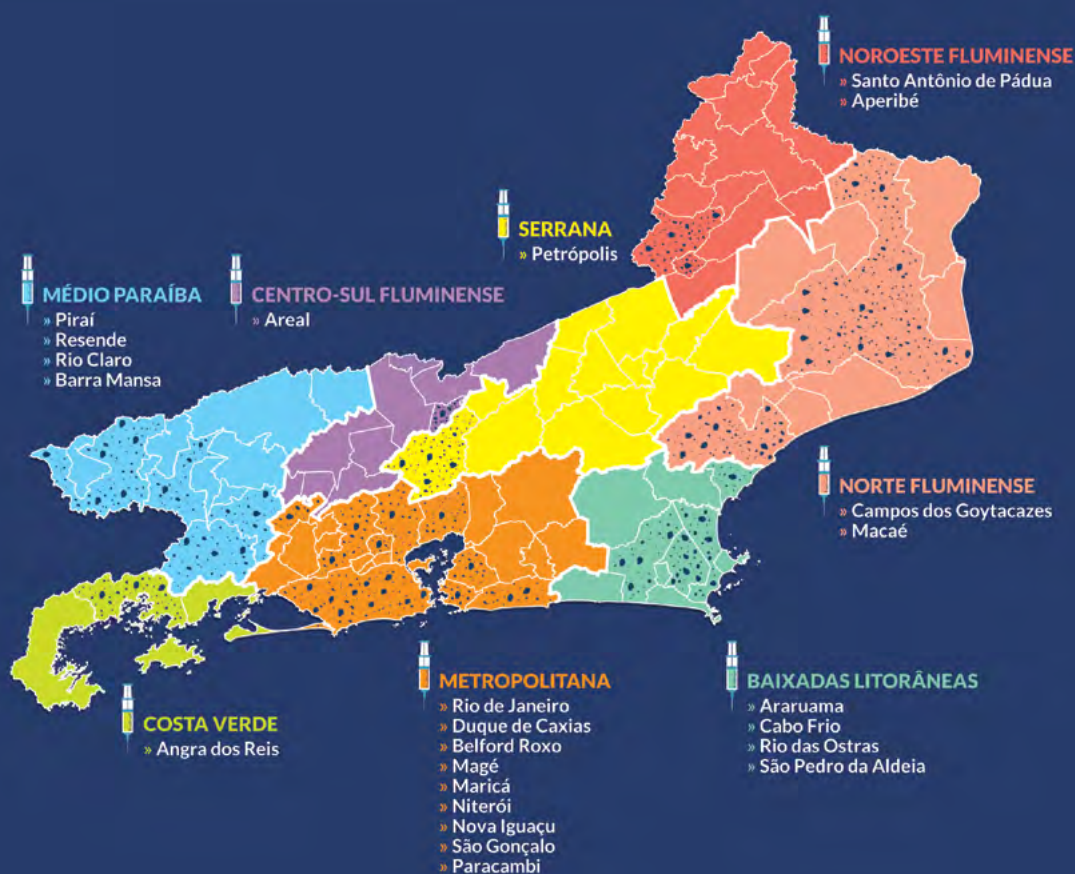 NOROESTE FLUMINENSE
» Santo Antônio de Pádua
» Aperibé
SERRANA
» Petrópolis
MÉDIO PARAÍBA
» Piraí
» Resende
» Rio Claro
» Barra Mansa
CENTRO-SUL FLUMINENSE
» Areal
NORTE FLUMINENSE
» Campos dos Goytacazes
» Macaé
COSTA VERDE
» Angra dos Reis
METROPOLITANA
» Rio de Janeiro
» Duque de Caxias
» Belford Roxo
» Magé
» Maricá
» Niterói
» Nova Iguaçu
» São Gonçalo
» Paracambi
BAIXADAS LITORÂNEAS
» Araruama
» Cabo Frio
» Rio das Ostras
» São Pedro da Aldeia